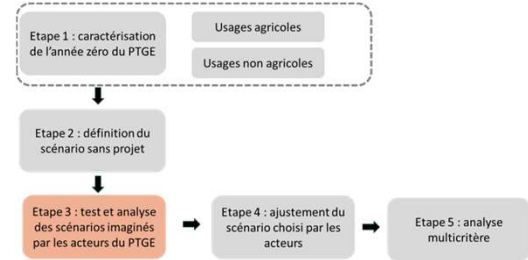 Etape 1 : caractérisation
de l'année zéro du PTGE
Usages agricoles
Usages non agricoles
Etape 2 : définition du
scénario sans projet
Etape 3 : test et analyse
des scénarios imaginés
par les acteurs du PTGE
Etape 4 : ajustement du
scénario choisi par les
acteurs
Etape 5 : analyse
multicritère